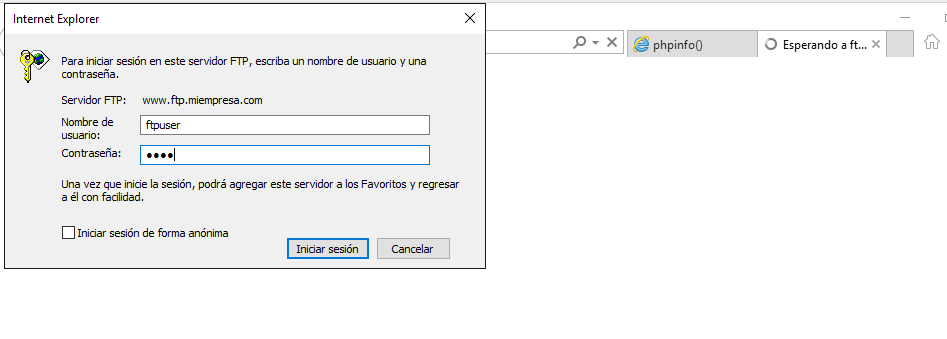 Internet Explorer
phpinfo()
Esperando a ft...
Para iniciar sesión en este servidor FTP, escriba un nombre de usuario y una
contraseña.
Servidor FTP: www.ftp.miempresa.com
Nombre de
usuario:
ftpuser
Contraseña: ••••
Una vez que inicie la sesión, podrá agregar este servidor a los Favoritos y regresar
a él con facilidad.
Iniciar sesión de forma anónima
Iniciar sesión Cancelar